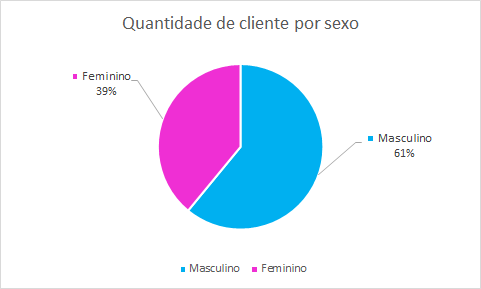 Quantidade de cliente por sexo
Feminino
39%
Masculino
61%
Masculino Feminino